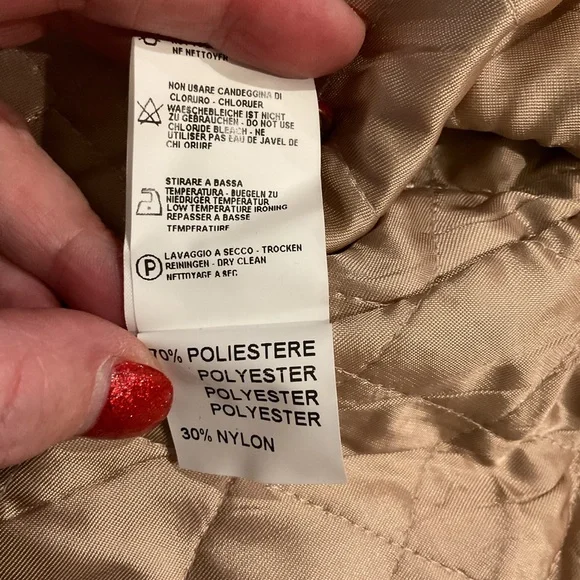 NE NETTOYER
NON USARE CANDEGGINA DI
CLORURO - CHLORUER
WAESCHEBLEICHE IST NICHT
ZU GEBRAUCHEN - DO NOT USE
CHLORIDE BLEACH - NE
UTILISER PAS EAU DE JAVEL DE
CHLORURE
STIRARE A BASSA
TEMPERATURA - BUEGELN ZU
NIEDRIGER TEMPERATUR
LOW TEMPERATURE IRONING
REPASSER A BASSE
TEMPERATURE
P
LAVAGGIO A SECCO - TROCKEN
REININGEN - DRY CLEAN
NETTOYAGE A SEC
70% POLIESTERE
POLYESTER
POLYESTER
POLYESTER
30% NYLON